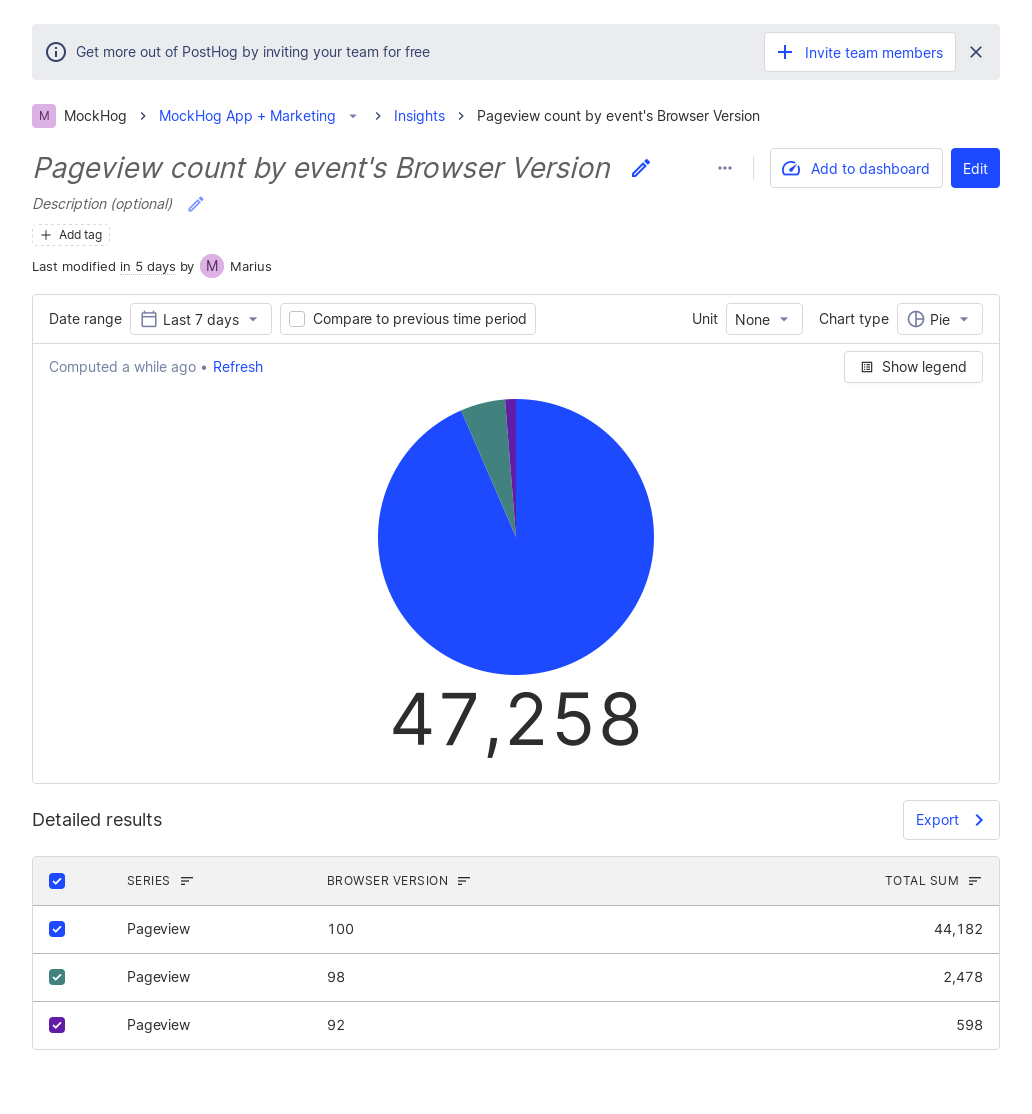 Get more out of PostHog by inviting your team for free
Invite team members
M MockHog MockHog App + Marketing Insights Pageview count by event's Browser Version
Pageview count by event's Browser Version
Add to dashboard Edit
Description (optional)
Add tag
Last modified in 5 days by M Marius
Date range Last 7 days Compare to previous time period Unit None Chart type Pie
Computed a while ago • Refresh Show legend
47,258
Detailed results Export
SERIES BROWSER VERSION TOTAL SUM
Pageview 100 44,182
Pageview 98 2,478
Pageview 92 598